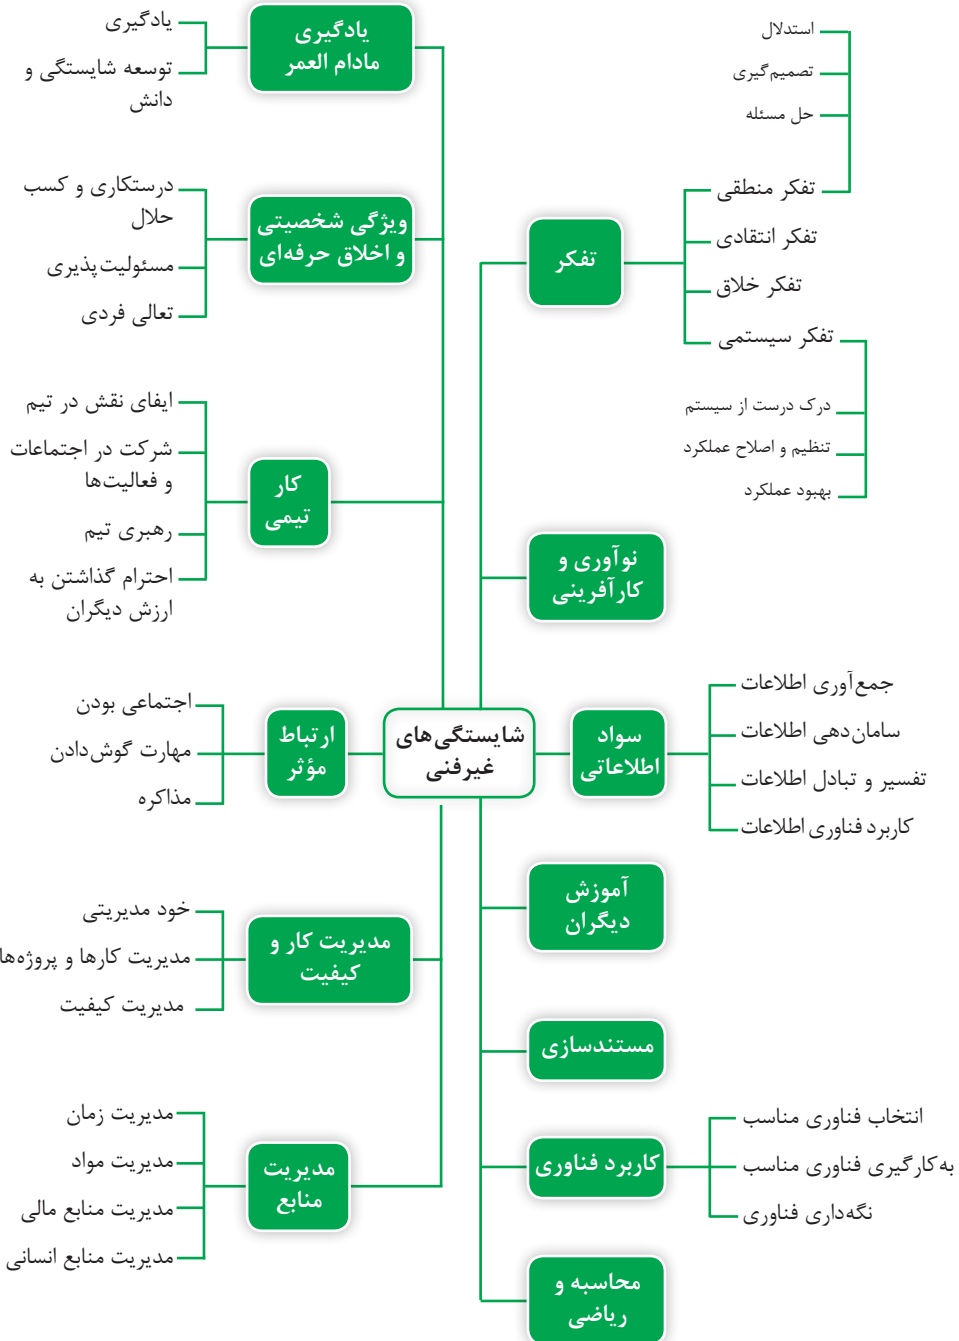 شایستگی‌های
غیرفنی
تفکر
استدلال
تصمیم‌گیری
حل مسئله
تفکر منطقی
تفکر انتقادی
تفکر خلاق
تفکر سیستمی
درک درست از سیستم
تنظیم و اصلاح عملکرد
بهبود عملکرد
نوآوری و
کارآفرینی
سواد
اطلاعاتی
جمع‌آوری اطلاعات
سامان‌دهی اطلاعات
تفسیر و تبادل اطلاعات
کاربرد فناوری اطلاعات
آموزش
دیگران
مستندسازی
کاربرد فناوری
انتخاب فناوری مناسب
به‌کارگیری فناوری مناسب
نگه‌داری فناوری
محاسبه و
ریاضی
یادگیری
مادام العمر
یادگیری
توسعه شایستگی و
دانش
ویژگی شخصیتی
و اخلاق حرفه‌ای
درستکاری و کسب
حلال
مسئولیت‌پذیری
تعالی فردی
کار
تیمی
ایفای نقش در تیم
شرکت در اجتماعات
و فعالیت‌ها
رهبری تیم
احترام گذاشتن به
ارزش دیگران
ارتباط
مؤثر
اجتماعی بودن
مهارت گوش‌دادن
مذاکره
مدیریت کار و
کیفیت
خود مدیریتی
مدیریت کارها و پروژه‌ها
مدیریت کیفیت
مدیریت
منابع
مدیریت زمان
مدیریت مواد
مدیریت منابع مالی
مدیریت منابع انسانی